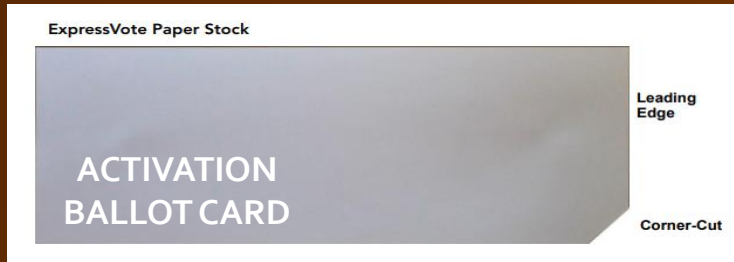 ExpressVote Paper Stock
Leading
Edge
ACTIVATION
BALLOT CARD
Corner-Cut